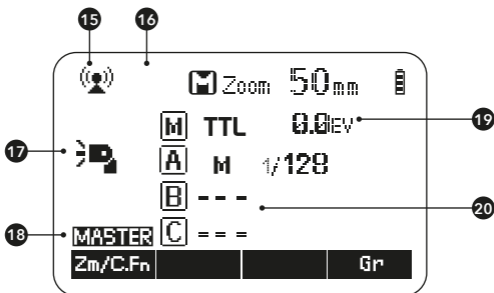 15 16
M Zoom 50mm
M TTL 0.0EV 19
17 A M 1/128
B --- 20
18 MASTER C ===
Zm/C.Fn Gr